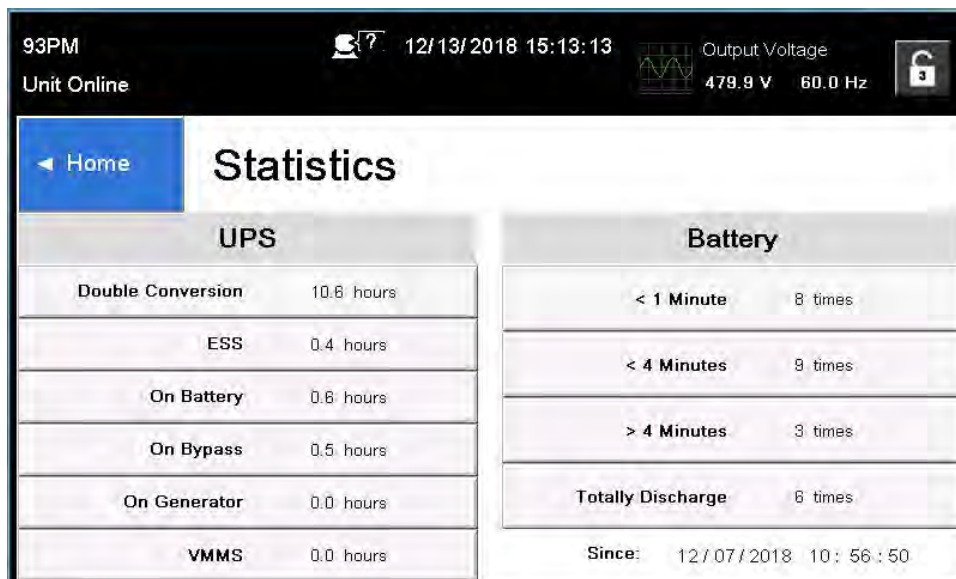 93PM
?
12/13/2018 15:13:13
Output Voltage
Unit Online
479.9 V 60.0 Hz
3
◄ Home
Statistics
UPS
Double Conversion 10.6 hours
ESS 0.4 hours
On Battery 0.6 hours
On Bypass 0.5 hours
On Generator 0.0 hours
VMMS 0.0 hours
Battery
< 1 Minute 8 times
< 4 Minutes 9 times
> 4 Minutes 3 times
Totally Discharge 6 times
Since: 12/07/2018 10:56:50